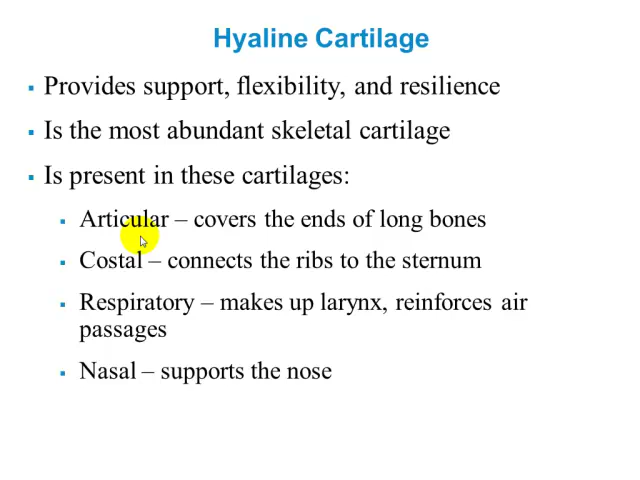 Hyaline Cartilage
Provides support, flexibility, and resilience
Is the most abundant skeletal cartilage
Is present in these cartilages:
Articular – covers the ends of long bones
Costal – connects the ribs to the sternum
Respiratory – makes up larynx, reinforces air
passages
Nasal – supports the nose